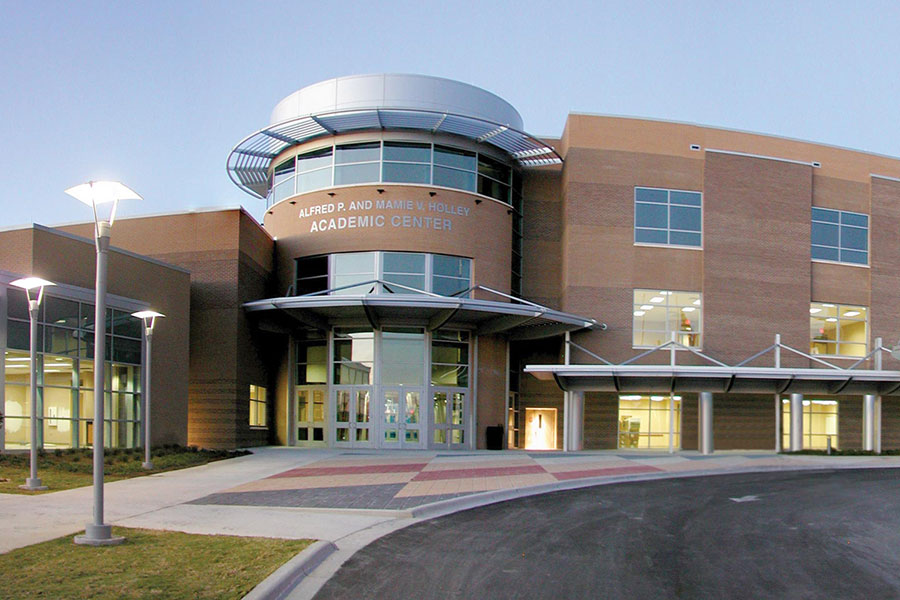 ALFRED P. AND MAMIE V. HOLLEY
ACADEMIC CENTER